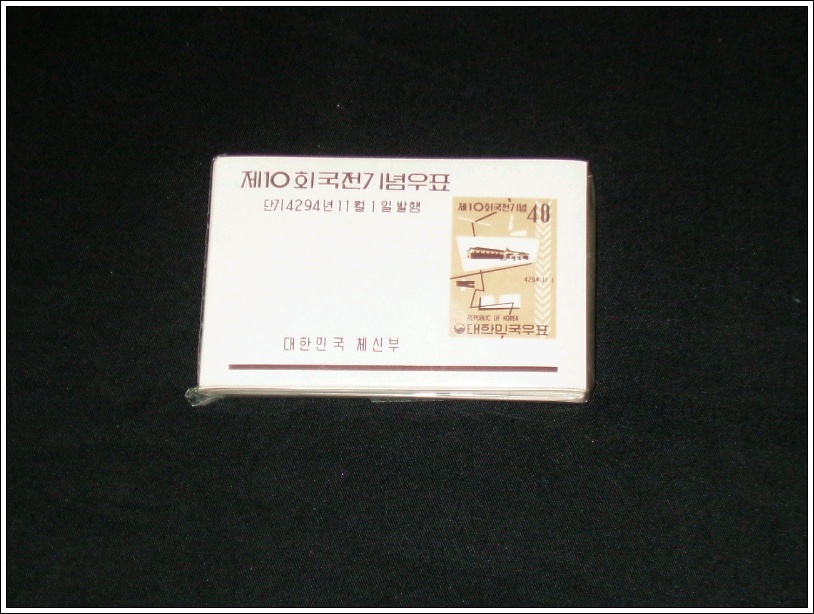 제10회국전기념우표
단기4294년11월1일발행
제10회국전기념
40
REPUBLIC OF KOREA
대한민국우표
대한민국 체신부